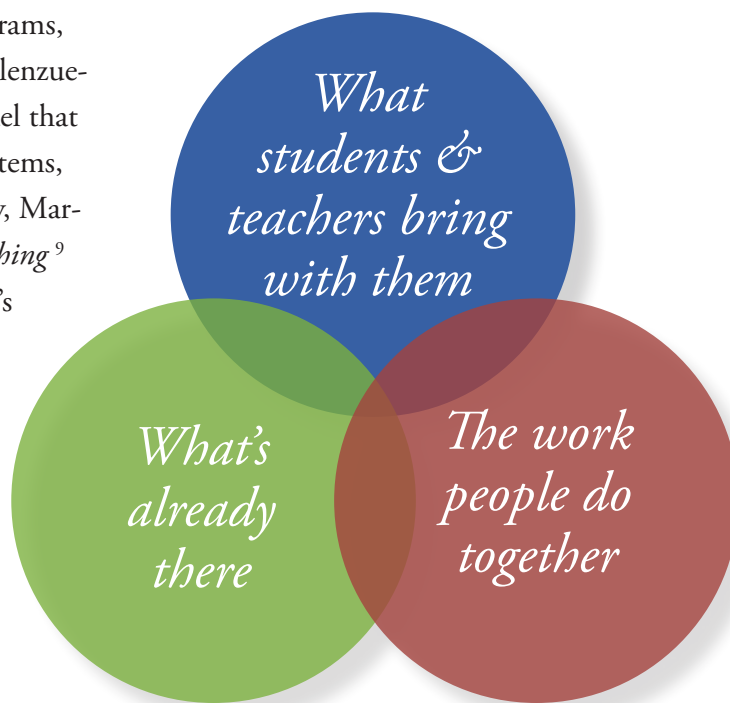 rams,
lenzue-
el that
tems,
, Mar-
hing 9
’s
What
students &
teachers bring
with them
What’s
already
there
The work
people do
together